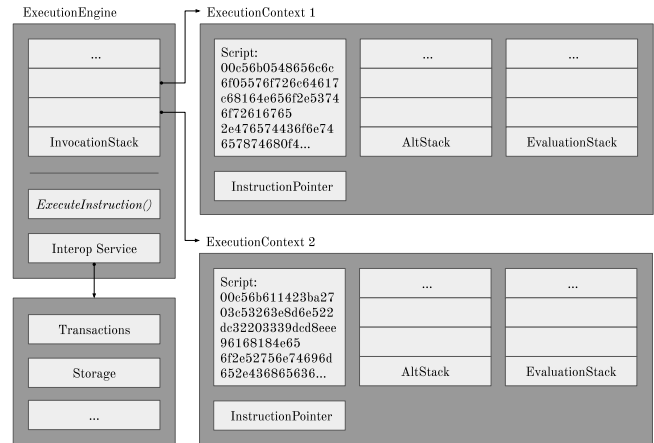 ExecutionEngine
...
InvocationStack
ExecuteInstruction()
Interop Service
Transactions
Storage
...
ExecutionContext 1
Script:
00c56b0548656c6c
6f05576f726c64617
c68164e656f2e5374
6f72616765
2e476574436f6e74
657874680f4...
...
AltStack
...
EvaluationStack
InstructionPointer
ExecutionContext 2
Script:
00c56b611423ba27
03c53263e8d6e522
dc32203339dcd8eee
96168184e65
6f2e52756e74696d
652e436865636...
...
AltStack
...
EvaluationStack
InstructionPointer